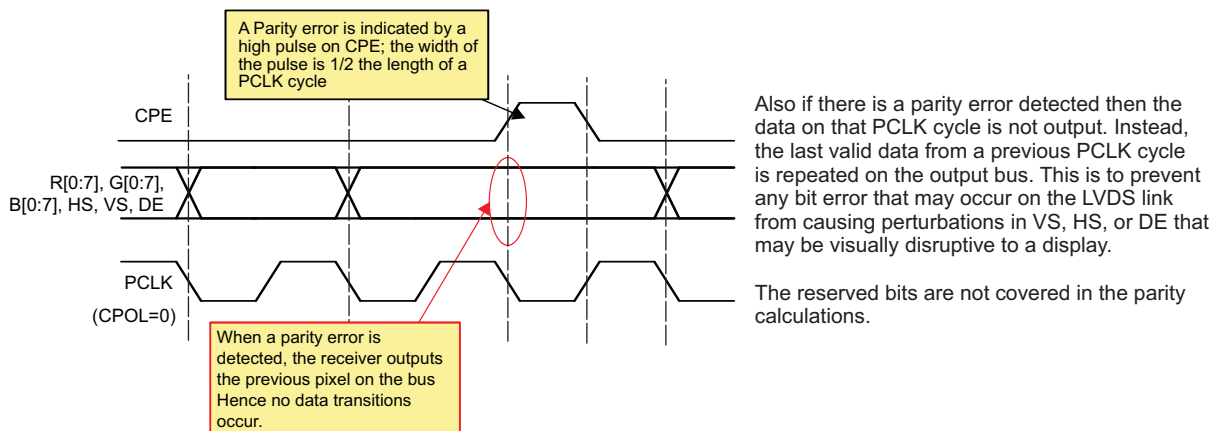 A Parity error is indicated by a
high pulse on CPE; the width of
the pulse is 1/2 the length of a
PCLK cycle
CPE
R[0:7], G[0:7],
B[0:7], HS, VS, DE
PCLK
(CPOL=0)
When a parity error is
detected, the receiver outputs
the previous pixel on the bus
Hence no data transitions
occur.
Also if there is a parity error detected then the
data on that PCLK cycle is not output. Instead,
the last valid data from a previous PCLK cycle
is repeated on the output bus. This is to prevent
any bit error that may occur on the LVDS link
from causing perturbations in VS, HS, or DE that
may be visually disruptive to a display.
The reserved bits are not covered in the parity
calculations.